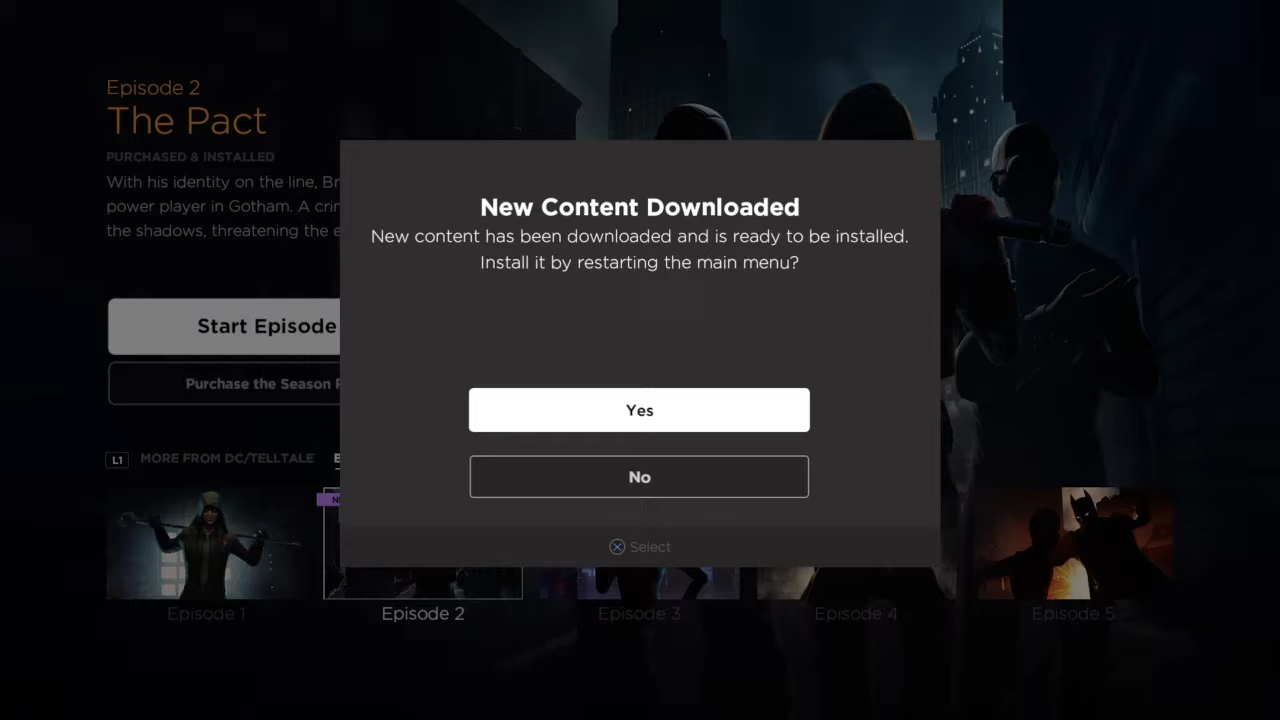 Episode 2
The Pact
PURCHASED & INSTALLED
With his identity on the line, Br
power player in Gotham. A crin
the shadows, threatening the e
Start Episode
Purchase the Season
New Content Downloaded
New content has been downloaded and is ready to be installed.
Install it by restarting the main menu?
Yes
No
Select
L1 MORE FROM DC/TELLTALE
Episode 1
Episode 2
Episode 3
Episode 4
Episode 5